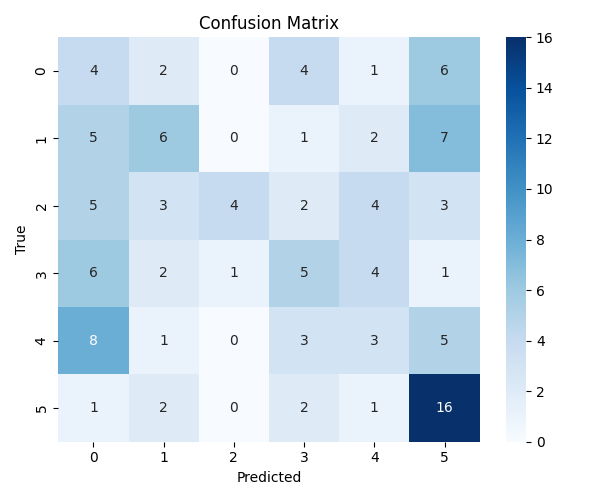 Confusion Matrix
True
0 4 2 0 4 1 6
1 5 6 0 1 2 7
2 5 3 4 2 4 3
3 6 2 1 5 4 1
4 8 1 0 3 3 5
5 1 2 0 2 1 16
0 1 2 3 4 5
Predicted
16
14
12
10
8
6
4
2
0